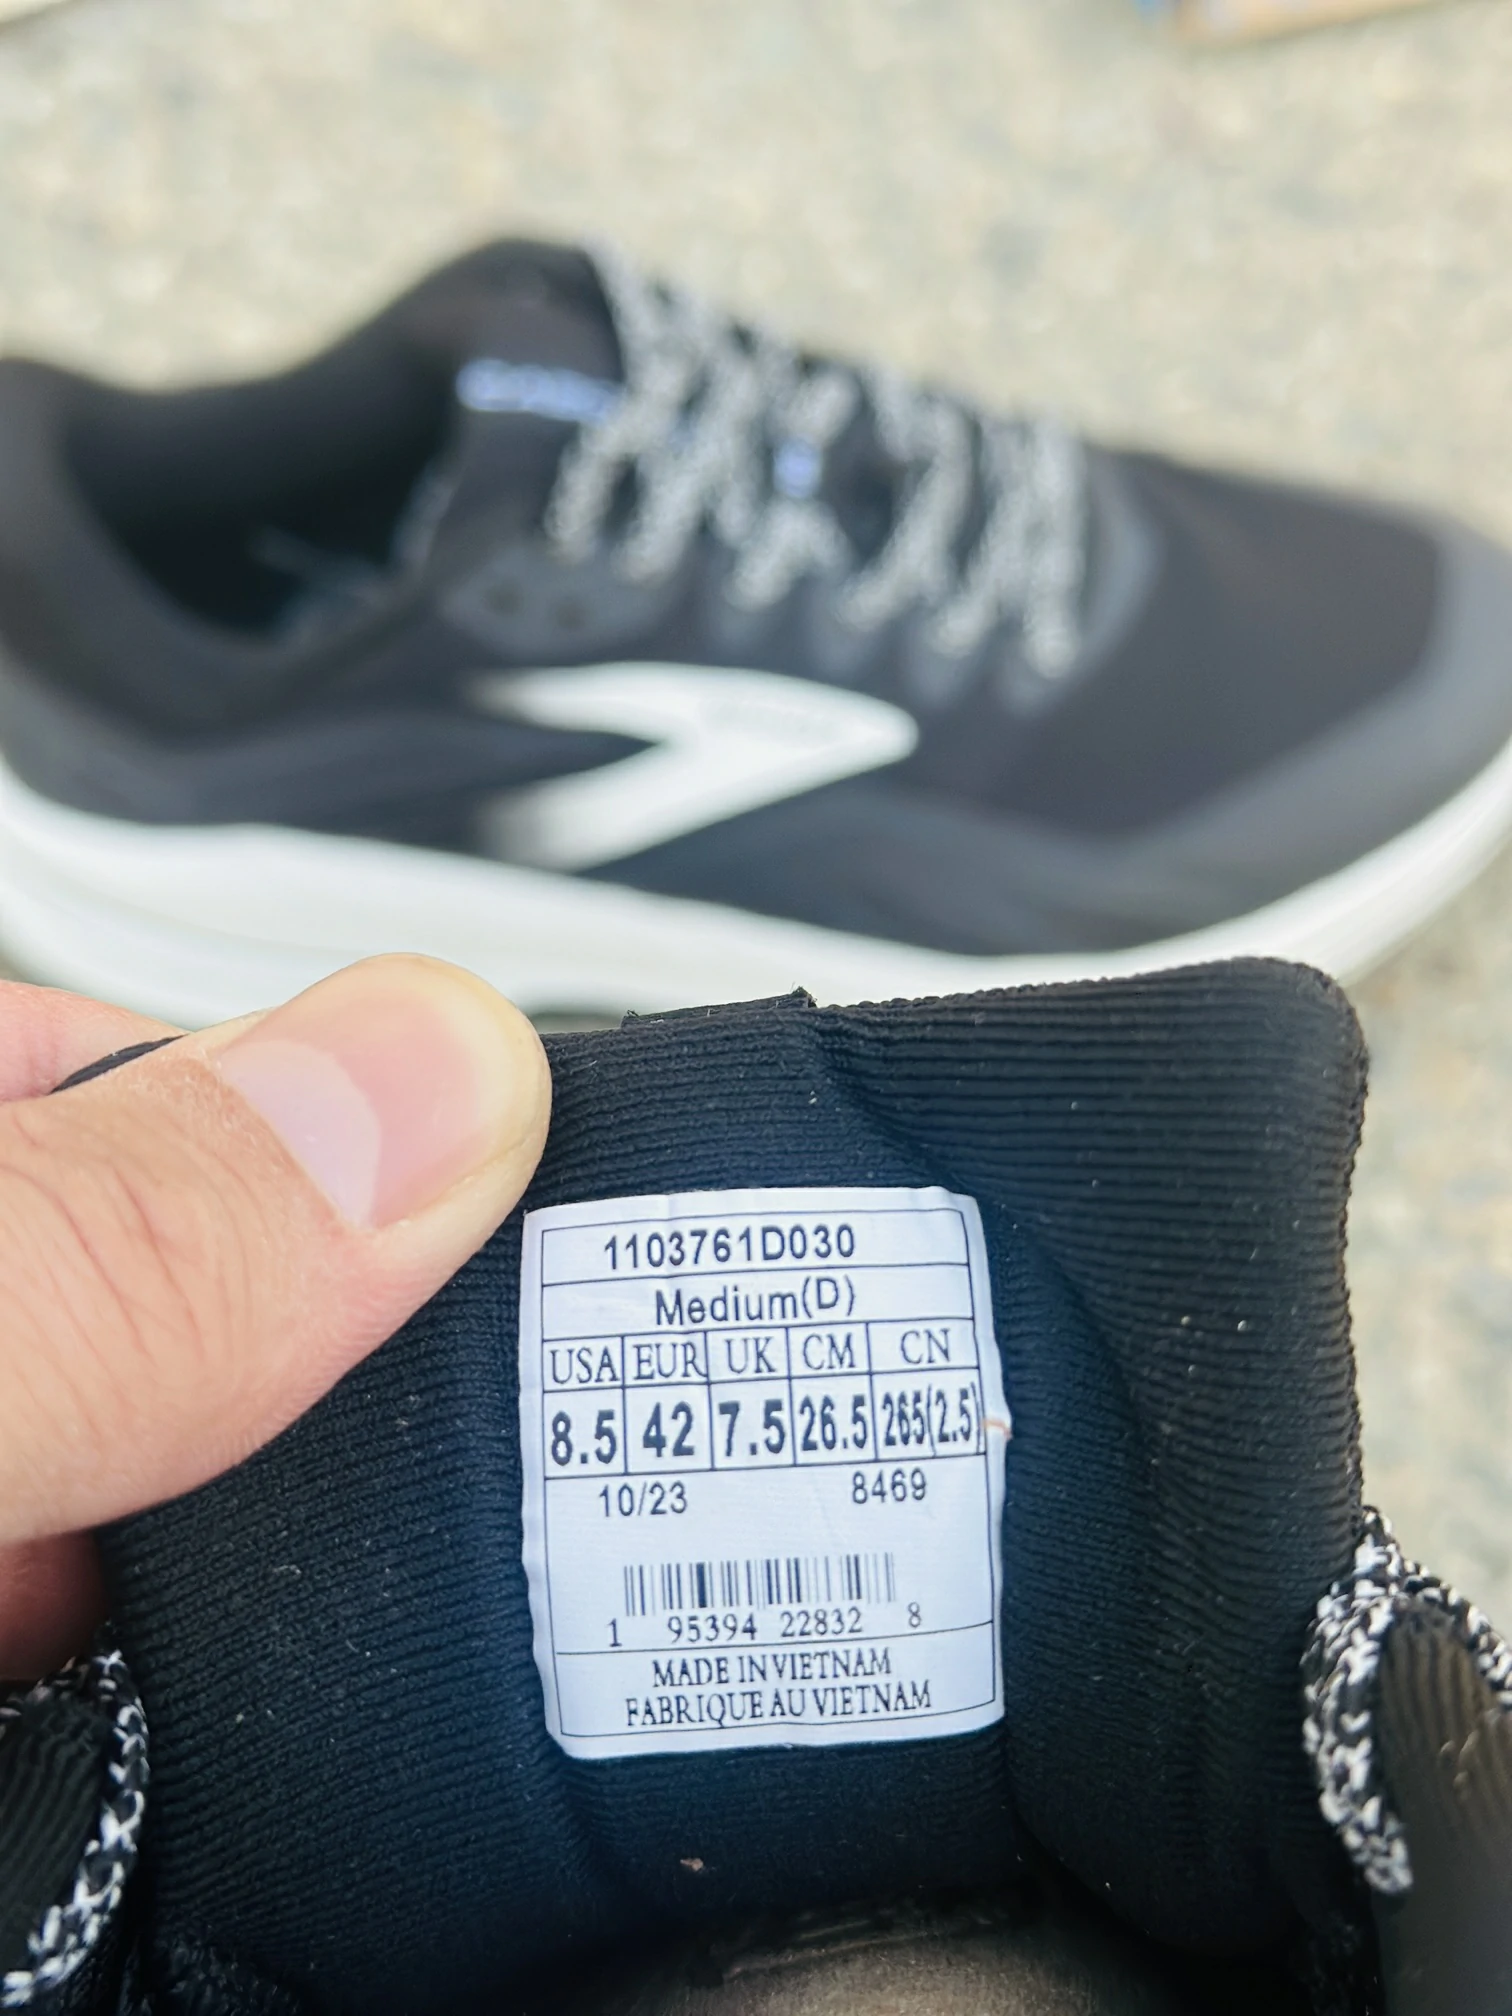 1103761D030
Medium(D)
USA EUR UK CM CN
8.5 42 7.5 26.5 265(2.5)
10/23 8469
1 95394 22832 8
MADE IN VIETNAM
FABRIQUE AU VIETNAM